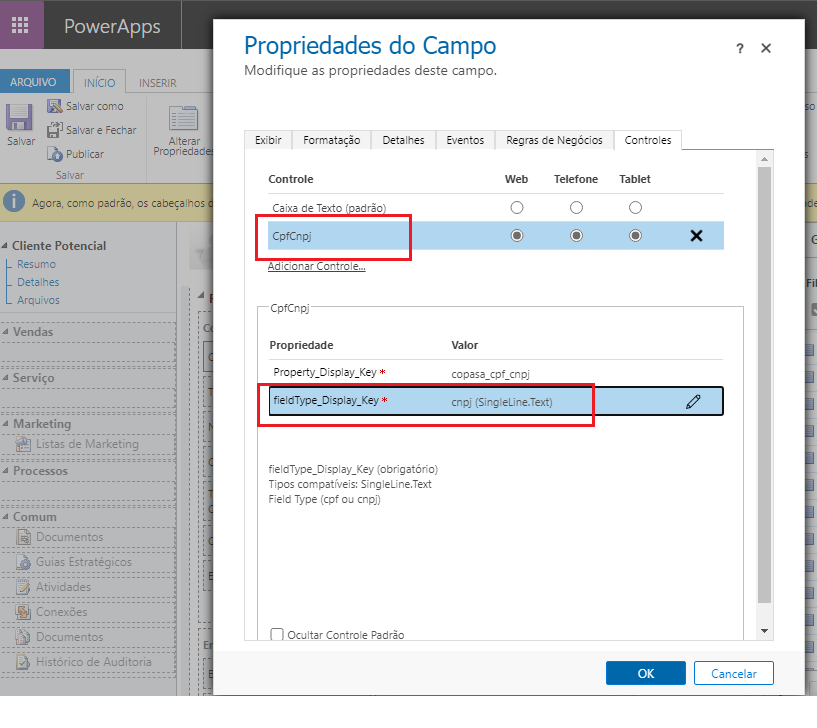 PowerApps
ARQUIVO
INÍCIO
INSERIR
Salvar
Salvar como
Salvar e Fechar
Publicar
Salvar
Alterar
Propriedades
Agora, como padrão, os cabeçalhos
Cliente Potencial
Resumo
Detalhes
Arquivos
Vendas
Serviço
Marketing
Listas de Marketing
Processos
Comum
Documentos
Guias Estratégicos
Atividades
Conexões
Documentos
Histórico de Auditoria
Propriedades do Campo
? ×
Modifique as propriedades deste campo.
Exibir Formatação Detalhes Eventos Regras de Negócios Controles
Controle Web Telefone Tablet
Caixa de Texto (padrão)
CpfCnpj
Adicionar Controle...
CpfCnpj
Propriedade Valor
Property_Display_Key * copasa_cpf_cnpj
fieldType_Display_Key * cnpj (SingleLine.Text)
fieldType_Display_Key (obrigatório)
Tipos compatíveis: SingleLine.Text
Field Type (cpf ou cnpj)
Ocultar Controle Padrão
OK Cancelar